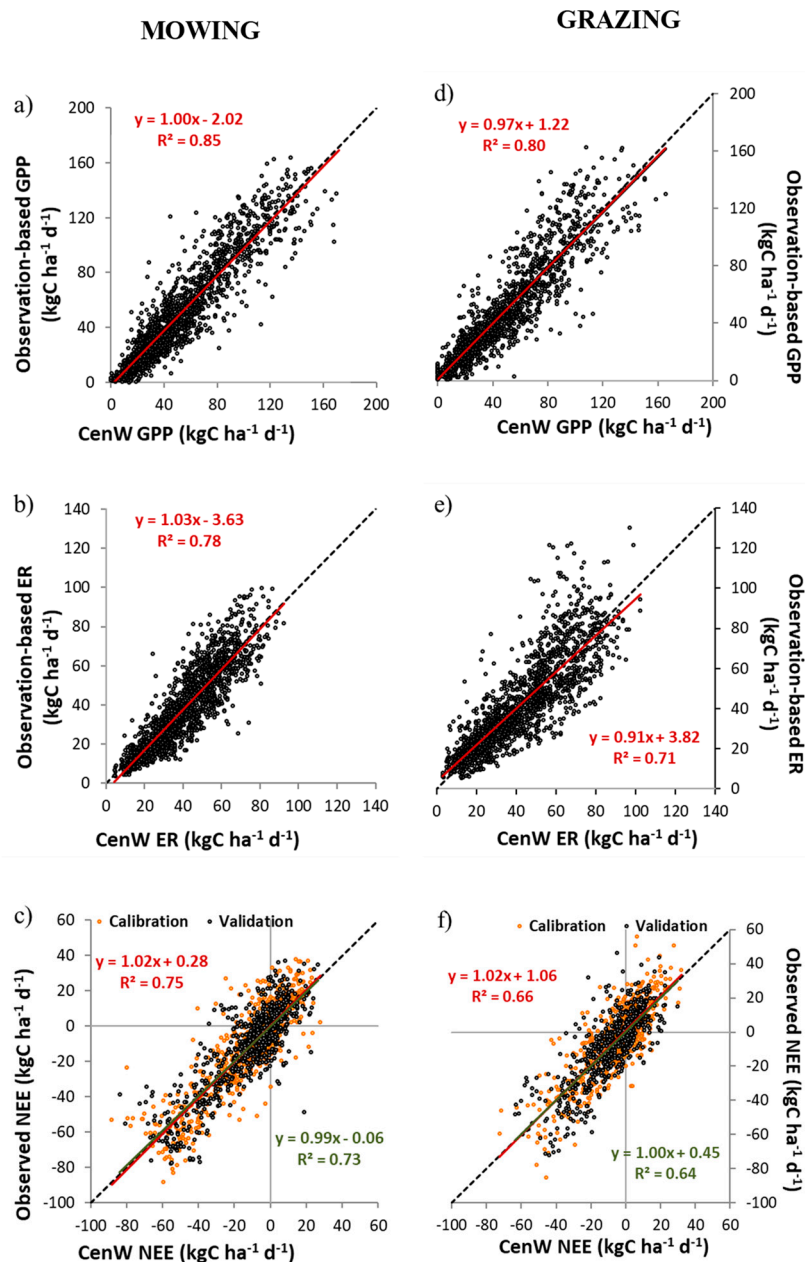 MOWING
GRAZING
a)
200
160
120
80
40
0
Observation-based GPP
(kgC ha⁻¹ d⁻¹)
y = 1.00x - 2.02
R² = 0.85
0 40 80 120 160 200
CenW GPP (kgC ha⁻¹ d⁻¹)
d)
y = 0.97x + 1.22
R² = 0.80
200
160
120
80
40
0
Observation-based GPP
(kgC ha⁻¹ d⁻¹)
0 40 80 120 160 200
CenW GPP (kgC ha⁻¹ d⁻¹)
b)
140
120
100
80
60
40
20
0
Observation-based ER
(kgC ha⁻¹ d⁻¹)
y = 1.03x - 3.63
R² = 0.78
0 20 40 60 80 100 120 140
CenW ER (kgC ha⁻¹ d⁻¹)
e)
y = 0.91x + 3.82
R² = 0.71
140
120
100
80
60
40
20
0
Observation-based ER
(kgC ha⁻¹ d⁻¹)
0 20 40 60 80 100 120 140
CenW ER (kgC ha⁻¹ d⁻¹)
c)
60
40
20
0
-20
-40
-60
-80
-100
Observed NEE (kgC ha⁻¹ d⁻¹)
Calibration Validation
y = 1.02x + 0.28
R² = 0.75
y = 0.99x - 0.06
R² = 0.73
-100 -80 -60 -40 -20 0 20 40 60
CenW NEE (kgC ha⁻¹ d⁻¹)
f)
Calibration Validation
y = 1.02x + 1.06
R² = 0.66
y = 1.00x + 0.45
R² = 0.64
60
40
20
0
-20
-40
-60
-80
-100
Observed NEE (kgC ha⁻¹ d⁻¹)
-100 -80 -60 -40 -20 0 20 40 60
CenW NEE (kgC ha⁻¹ d⁻¹)